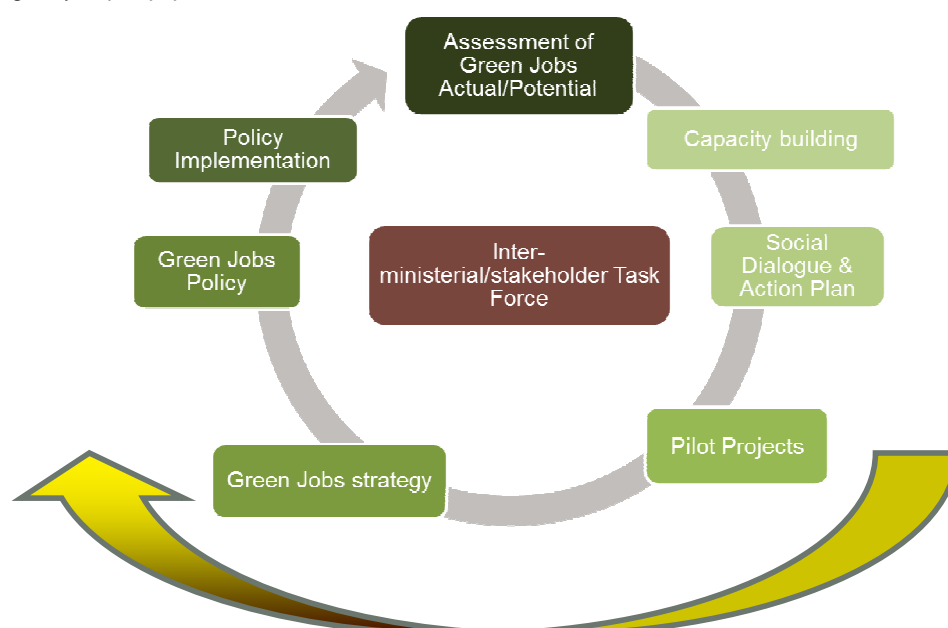 Assessment of
Green Jobs
Actual/Potential
Capacity building
Social
Dialogue &
Action Plan
Pilot Projects
Green Jobs strategy
Green Jobs
Policy
Policy
Implementation
Inter-
ministerial/stakeholder Task
Force